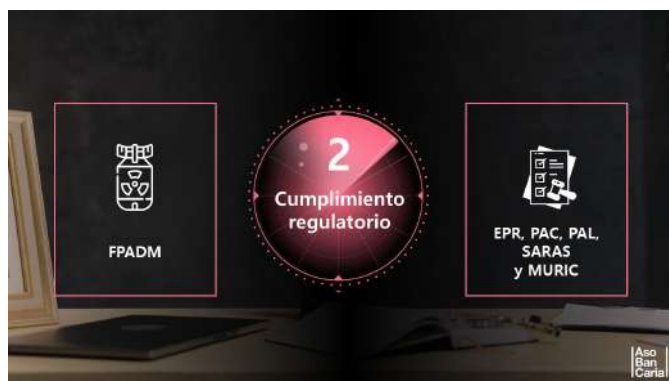 FPADM
2
Cumplimiento
regulatorio
EPR, PAC, PAL,
SARAS
y MURIC
Aso
Ban
Caria